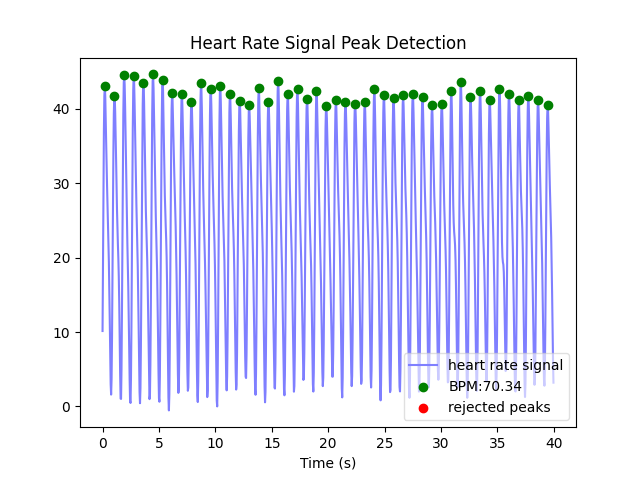 Heart Rate Signal Peak Detection
40
30
20
10
0
heart rate signal
BPM:70.34
rejected peaks
0 5 10 15 20 25 30 35 40
Time (s)